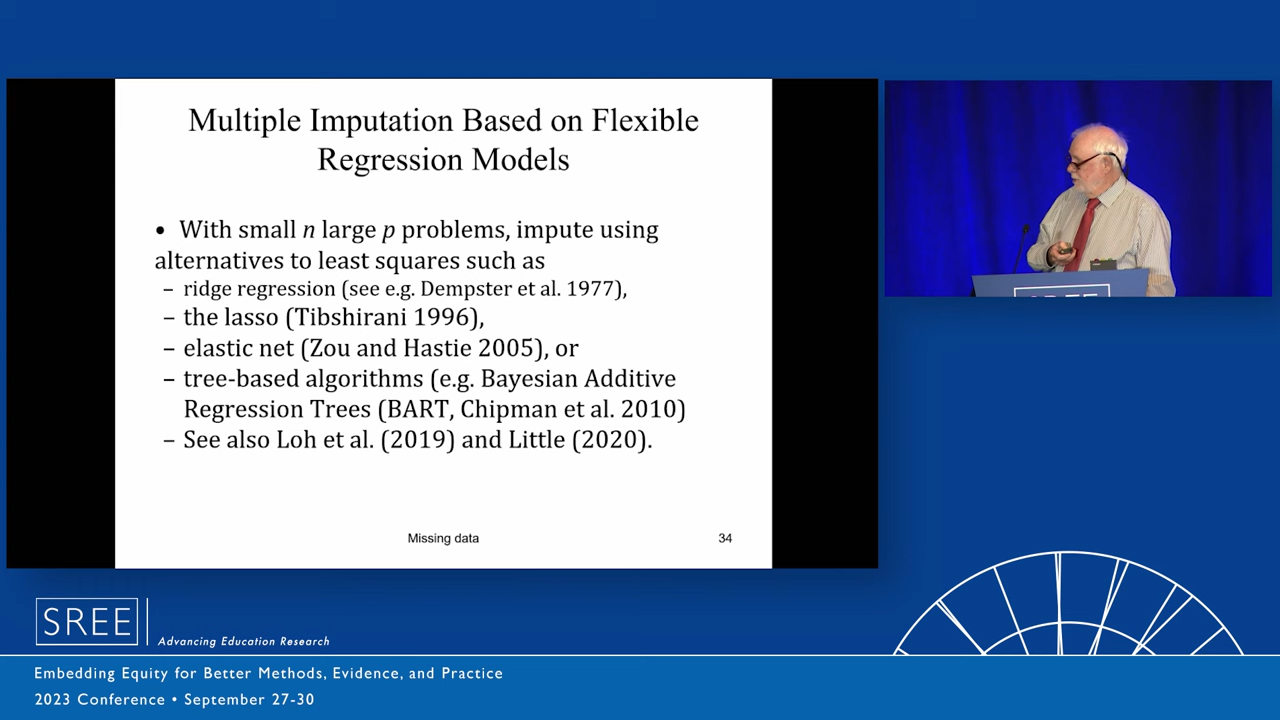 Multiple Imputation Based on Flexible
Regression Models
• With small n large p problems, impute using
alternatives to least squares such as
– ridge regression (see e.g. Dempster et al. 1977),
– the lasso (Tibshirani 1996),
– elastic net (Zou and Hastie 2005), or
– tree-based algorithms (e.g. Bayesian Additive
Regression Trees (BART, Chipman et al. 2010)
– See also Loh et al. (2019) and Little (2020).
Missing data
34
SREE
SREE
Advancing Education Research
Embedding Equity for Better Methods, Evidence, and Practice
2023 Conference • September 27-30